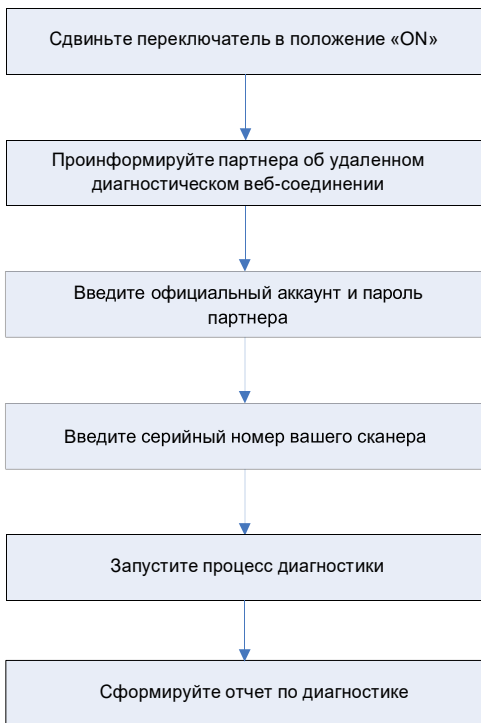 Сдвиньте переключатель в положение «ON»
Проинформируйте партнера об удаленном
диагностическом веб-соединении
Введите официальный аккаунт и пароль
партнера
Введите серийный номер вашего сканера
Запустите процесс диагностики
Сформируйте отчет по диагностике